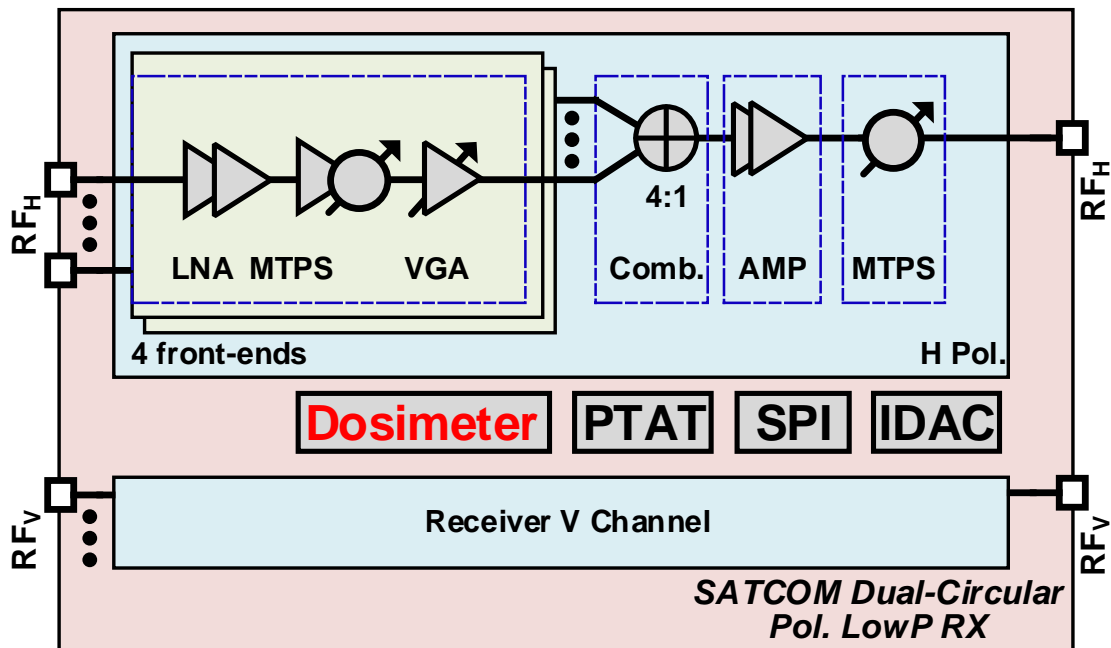 RFH
RFH
4:1
LNA MTPS VGA Comb. AMP MTPS
4 front-ends H Pol.
Dosimeter PTAT SPI IDAC
RFV
Receiver V Channel
RFV
SATCOM Dual-Circular
Pol. LowP RX